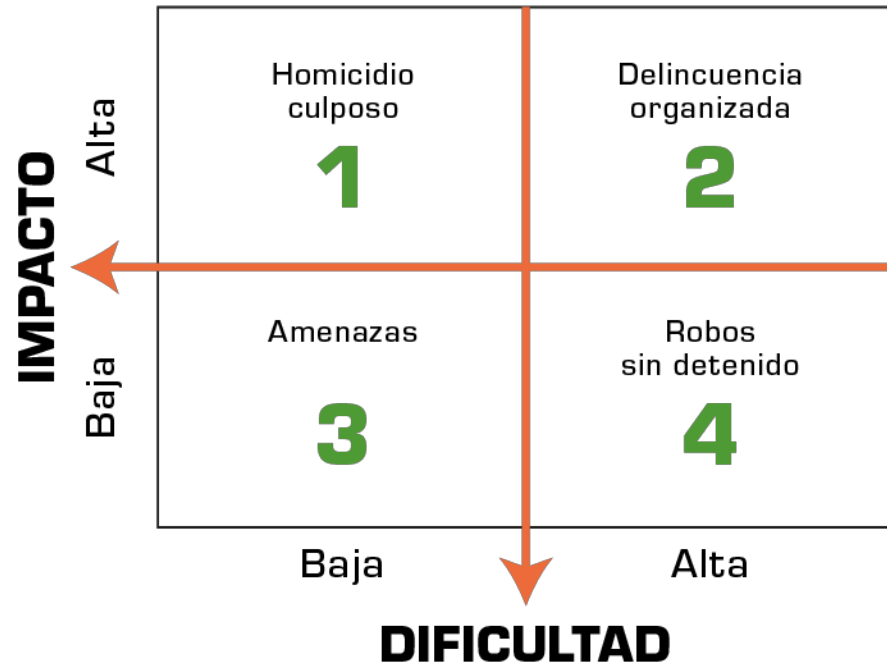 Homicidio
culposo
1
Delincuencia
organizada
2
Alta
IMPACTO
Amenazas
3
Robos
sin detenido
4
Baja
Baja
Alta
DIFICULTAD